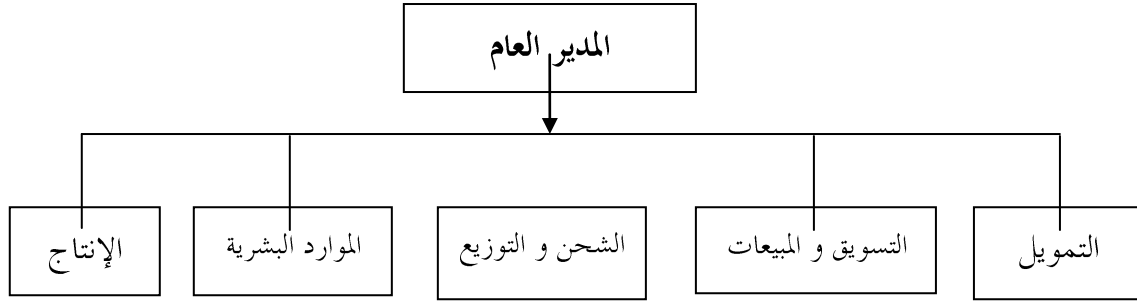 المدير العام
التمويل
التسويق و المبيعات
الشحن و التوزيع
الموارد البشرية
الإنتاج